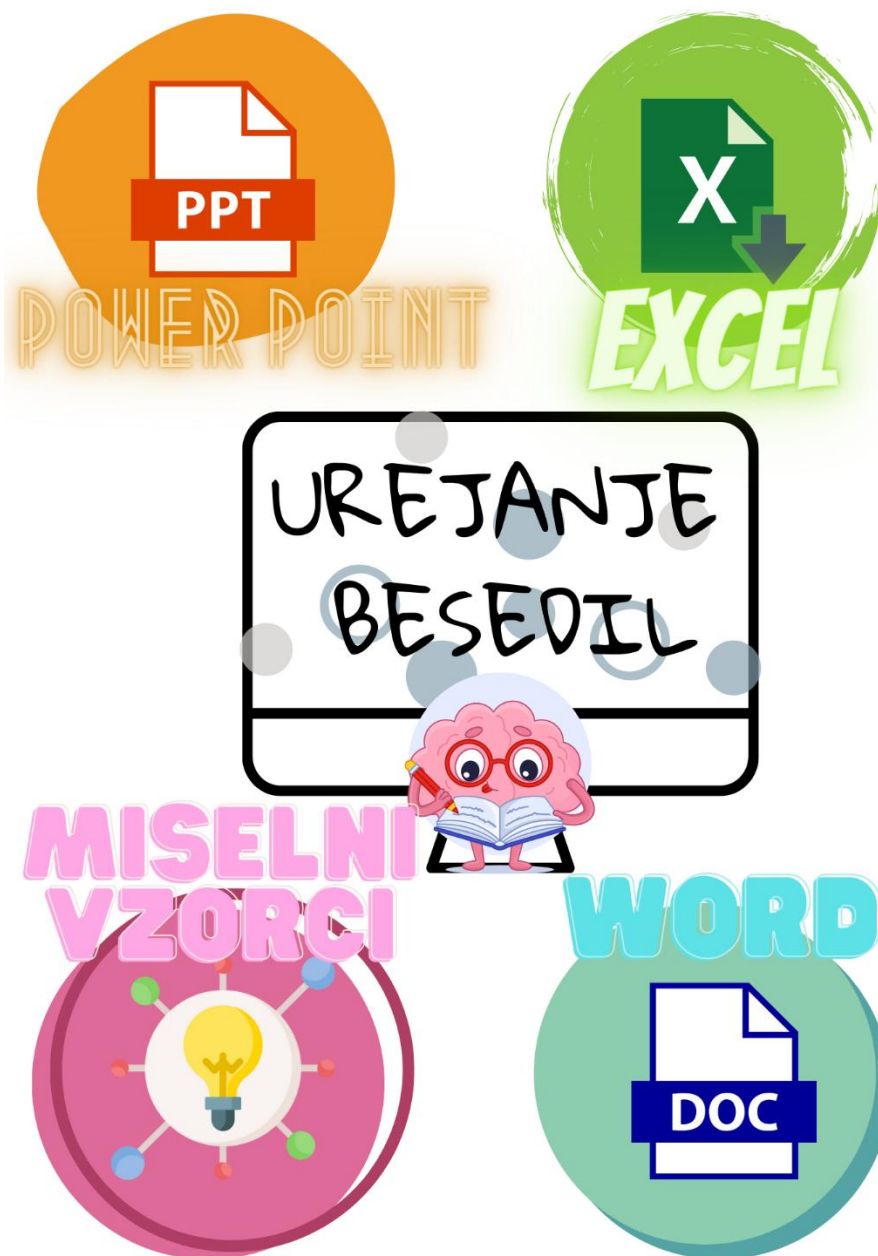 PPT
POWER POINT
X
EXCEL
UREJANJE
BESEDIL
MISELNI
VZORCI
WORD
DOC